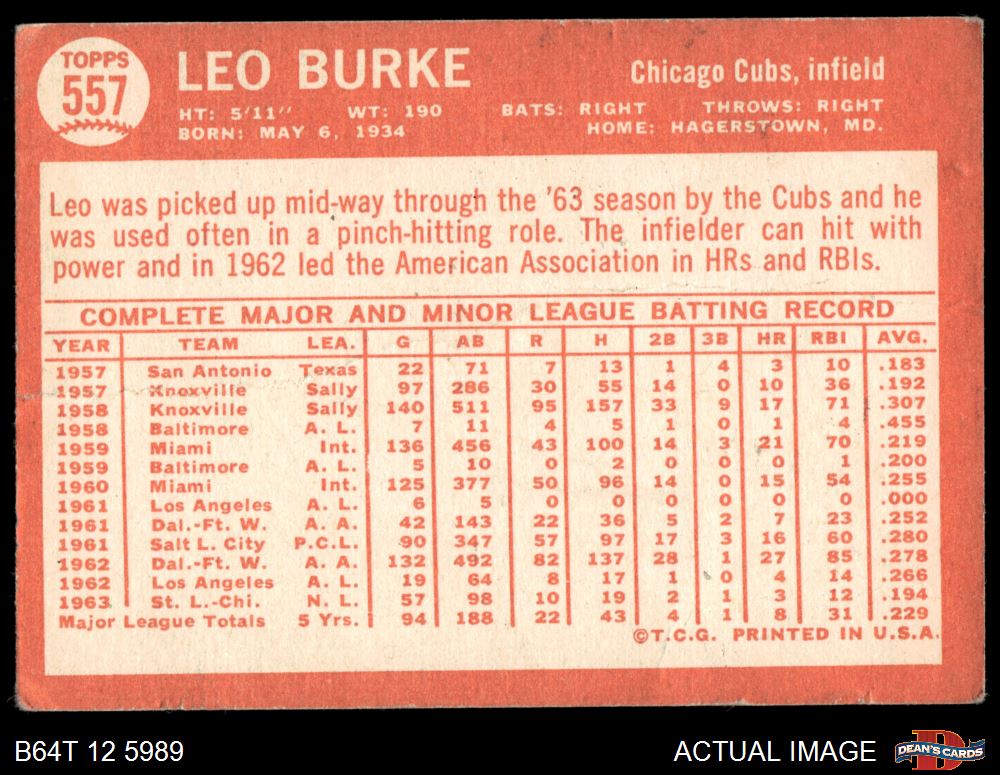 TOPPS
557
LEO BURKE
Chicago Cubs, infield
HT: 5'11" WT: 190 BATS: RIGHT THROWS: RIGHT
BORN: MAY 6, 1934 HOME: HAGERSTOWN, MD.
Leo was picked up mid-way through the '63 season by the Cubs and he
was used often in a pinch-hitting role. The infielder can hit with
power and in 1962 led the American Association in HRs and RBIs.
COMPLETE MAJOR AND MINOR LEAGUE BATTING RECORD
YEAR TEAM LEA. G AB R H 2B 3B HR RBI AVG.
1957 San Antonio Texas 22 71 7 13 1 4 3 10 .183
1957 Knoxville Sally 97 286 30 55 14 0 10 36 .192
1958 Knoxville Sally 140 511 95 157 33 9 17 71 .307
1958 Baltimore A. L. 7 11 4 5 1 0 1 4 .455
1959 Miami Int. 136 456 43 100 14 3 21 70 .219
1959 Baltimore A. L. 5 10 0 2 0 0 0 1 .200
1960 Miami Int. 125 377 50 96 14 0 15 54 .255
1961 Los Angeles A. L. 6 5 0 0 0 0 0 0 .000
1961 Dal.-Ft. W. A. A. 42 143 22 36 5 2 7 23 .252
1961 Salt L. City P.C.L. 90 347 57 97 17 3 16 60 .280
1962 Dal.-Ft. W. A. A. 132 492 82 137 28 1 27 85 .278
1962 Los Angeles A. L. 19 64 8 17 1 0 4 14 .266
1963 St. L.-Chi. N. L. 57 98 10 19 2 1 3 12 .194
Major League Totals 5 Yrs. 94 188 22 43 4 1 8 31 .229
©T.C.G. PRINTED IN U.S.A.
B64T 12 5989
ACTUAL IMAGE
DEAN'S CARDS